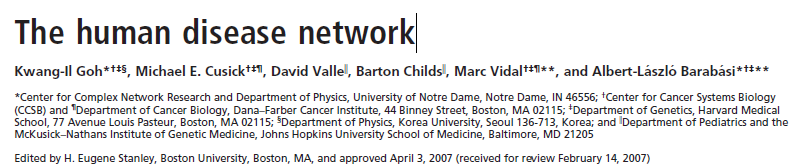 The human disease network
Kwang-Il Goh*†‡§, Michael E. Cusick†‡¶, David Valle‖, Barton Childs‖, Marc Vidal†‡¶**, and Albert-László Barabási*†‡**
*Center for Complex Network Research and Department of Physics, University of Notre Dame, Notre Dame, IN 46556; †Center for Cancer Systems Biology
(CCSB) and ¶Department of Cancer Biology, Dana–Farber Cancer Institute, 44 Binney Street, Boston, MA 02115; ‡Department of Genetics, Harvard Medical
School, 77 Avenue Louis Pasteur, Boston, MA 02115; §Department of Physics, Korea University, Seoul 136-713, Korea; and ‖Department of Pediatrics and the
McKusick–Nathans Institute of Genetic Medicine, Johns Hopkins University School of Medicine, Baltimore, MD 21205
Edited by H. Eugene Stanley, Boston University, Boston, MA, and approved April 3, 2007 (received for review February 14, 2007)